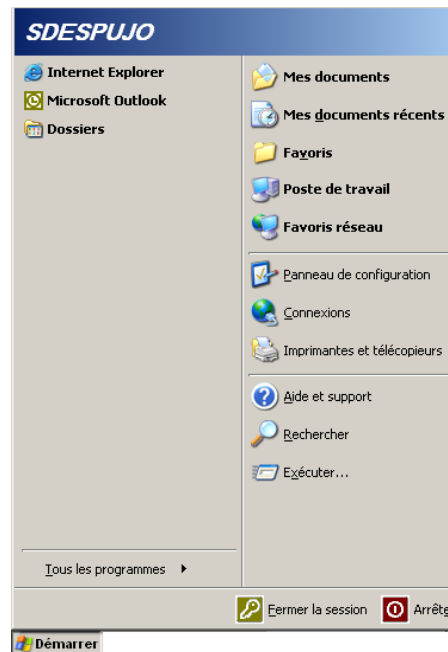 SDESPUJO
Internet Explorer
Microsoft Outlook
Dossiers
Tous les programmes
Mes documents
Mes documents récents
Favoris
Poste de travail
Favoris réseau
Panneau de configuration
Connexions
Imprimantes et télécopieurs
Aide et support
Rechercher
Exécuter...
Fermer la session
Démarrer